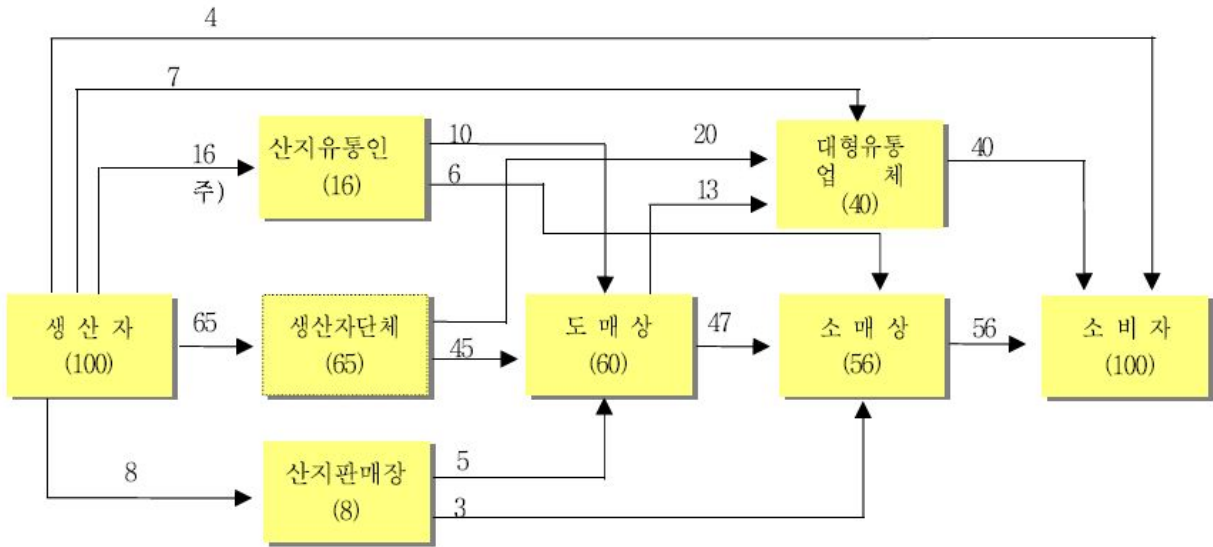 4
7
산지유통인
(16)
10
6
16
주)
20
13
대형유통
업 체
(40)
40
생 산 자
(100)
65
생산자단체
(65)
45
도 매 상
(60)
47
소 매 상
(56)
56
소 비 자
(100)
8
산지판매장
(8)
5
3